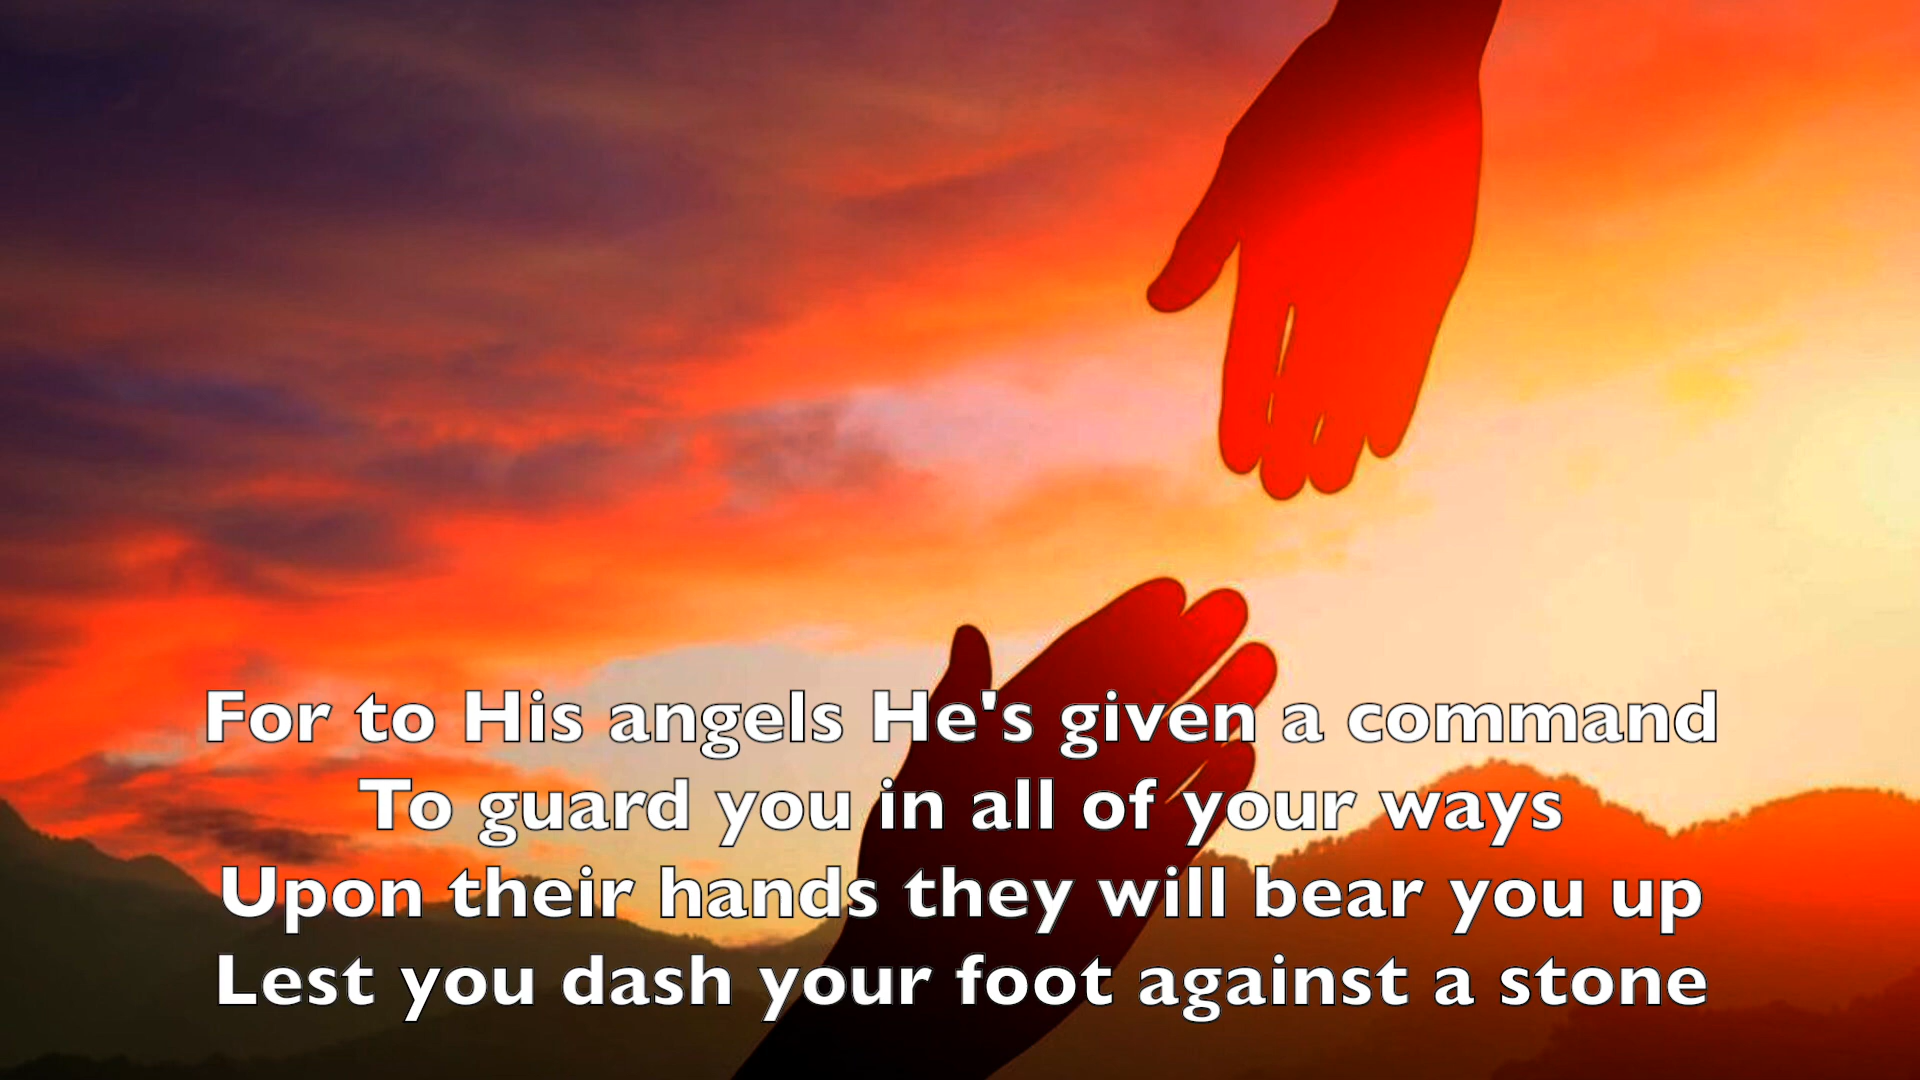 For to His angels He's given a command
To guard you in all of your ways
Upon their hands they will bear you up
Lest you dash your foot against a stone